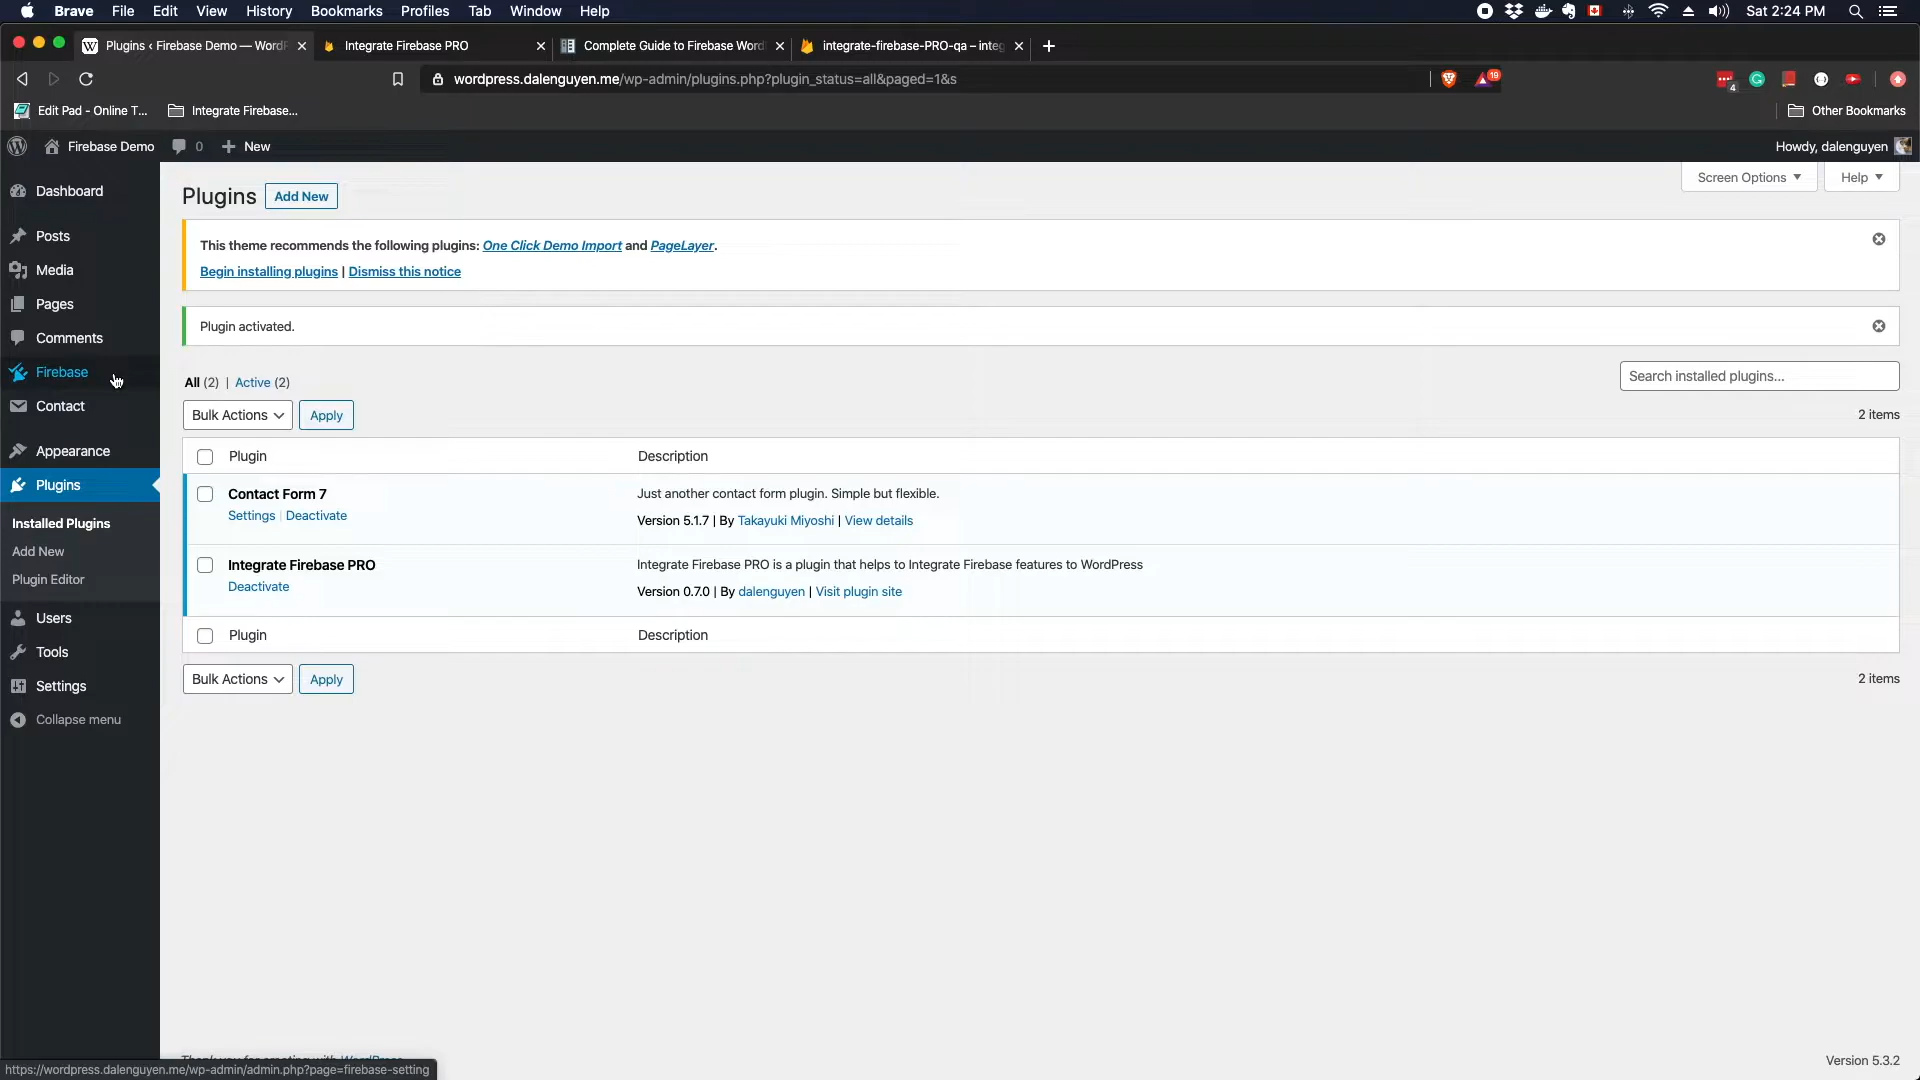 Brave File Edit View History Bookmarks Profiles Tab Window Help Sat 2:24 PM
Plugins ‹ Firebase Demo — WordP Integrate Firebase PRO Complete Guide to Firebase Word integrate-firebase-PRO-qa – integ
wordpress.dalenguyen.me/wp-admin/plugins.php?plugin_status=all&paged=1&s 19 4
Edit Pad - Online T... Integrate Firebase... Other Bookmarks
Firebase Demo 0 New Howdy, dalenguyen
Screen Options Help
Dashboard
Posts
Media
Pages
Comments
Firebase
Contact
Appearance
Plugins
Installed Plugins
Add New
Plugin Editor
Users
Tools
Settings
Collapse menu
Plugins Add New
This theme recommends the following plugins: One Click Demo Import and PageLayer.
Begin installing plugins | Dismiss this notice
Plugin activated.
All (2) | Active (2) Search installed plugins...
Bulk Actions Apply 2 items
Plugin Description
Contact Form 7 Just another contact form plugin. Simple but flexible.
Settings | Deactivate Version 5.1.7 | By Takayuki Miyoshi | View details
Integrate Firebase PRO Integrate Firebase PRO is a plugin that helps to Integrate Firebase features to WordPress
Deactivate Version 0.7.0 | By dalenguyen | Visit plugin site
Plugin Description
Bulk Actions Apply 2 items
Thank you for creating with WordPress Version 5.3.2
https://wordpress.dalenguyen.me/wp-admin/admin.php?page=firebase-setting